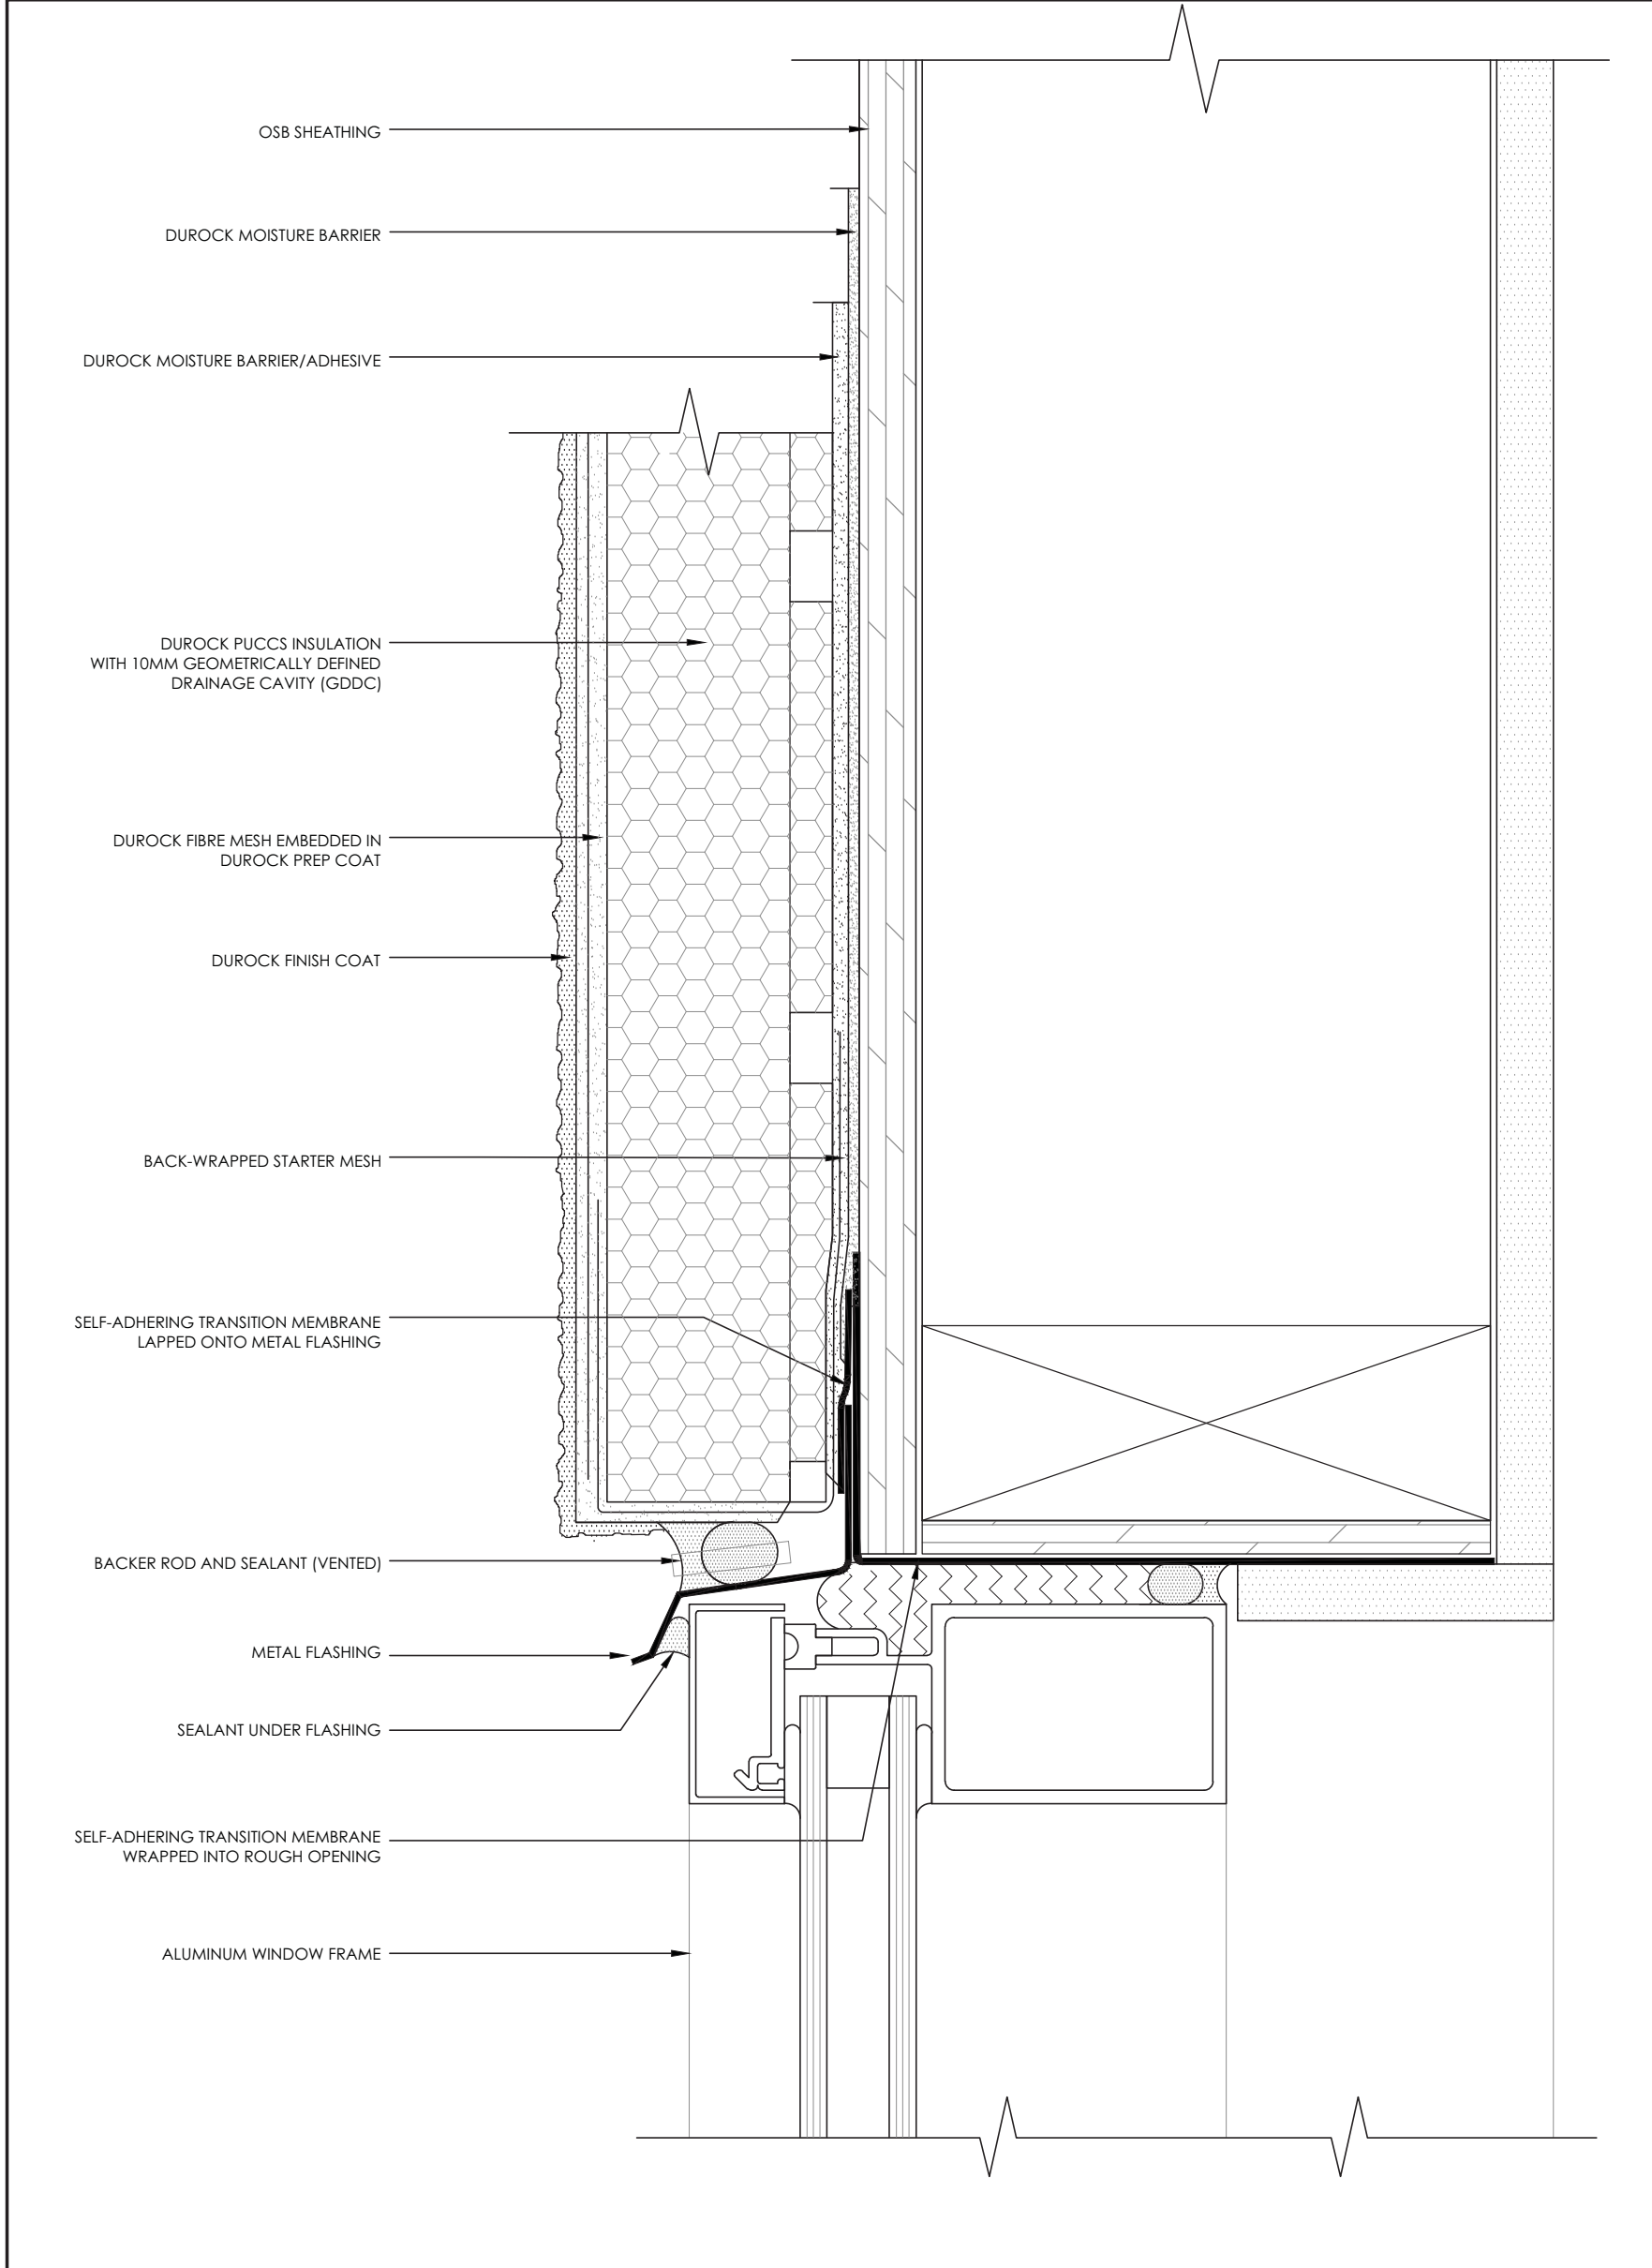 OSB SHEATHING
DUROCK MOISTURE BARRIER
DUROCK MOISTURE BARRIER/ADHESIVE
DUROCK PUCCS INSULATION
WITH 10MM GEOMETRICALLY DEFINED
DRAINAGE CAVITY (GDDC)
DUROCK FIBRE MESH EMBEDDED IN
DUROCK PREP COAT
DUROCK FINISH COAT
BACK-WRAPPED STARTER MESH
SELF-ADHERING TRANSITION MEMBRANE
LAPPED ONTO METAL FLASHING
BACKER ROD AND SEALANT (VENTED)
METAL FLASHING
SEALANT UNDER FLASHING
SELF-ADHERING TRANSITION MEMBRANE
WRAPPED INTO ROUGH OPENING
ALUMINUM WINDOW FRAME